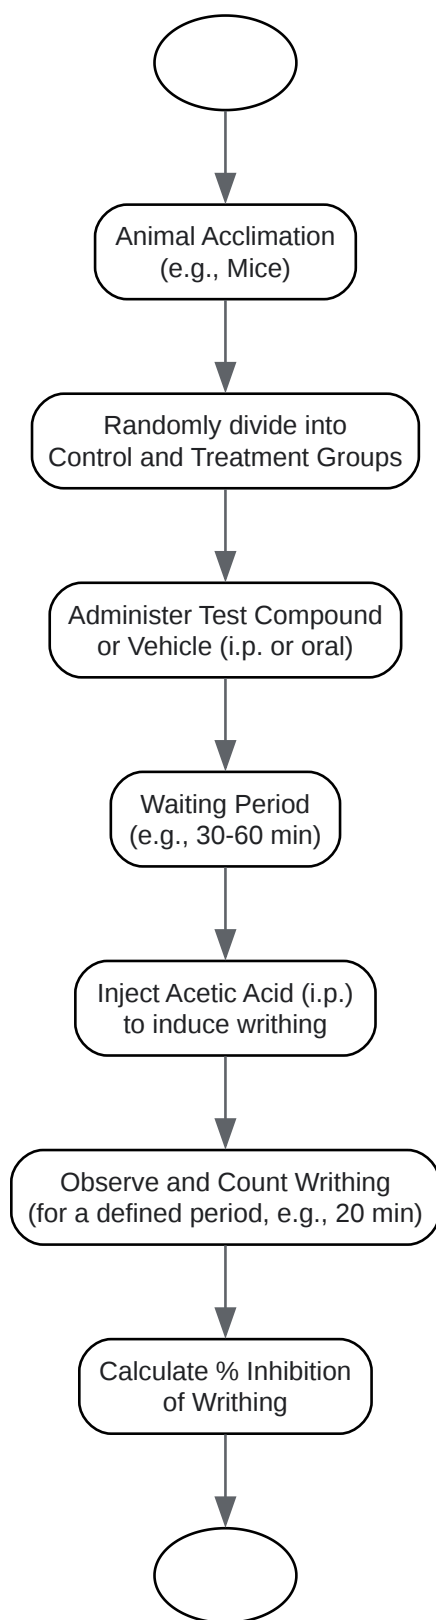 Animal Acclimation
(e.g., Mice)
Randomly divide into
Control and Treatment Groups
Administer Test Compound
or Vehicle (i.p. or oral)
Waiting Period
(e.g., 30-60 min)
Inject Acetic Acid (i.p.)
to induce writhing
Observe and Count Writhing
(for a defined period, e.g., 20 min)
Calculate % Inhibition
of Writhing